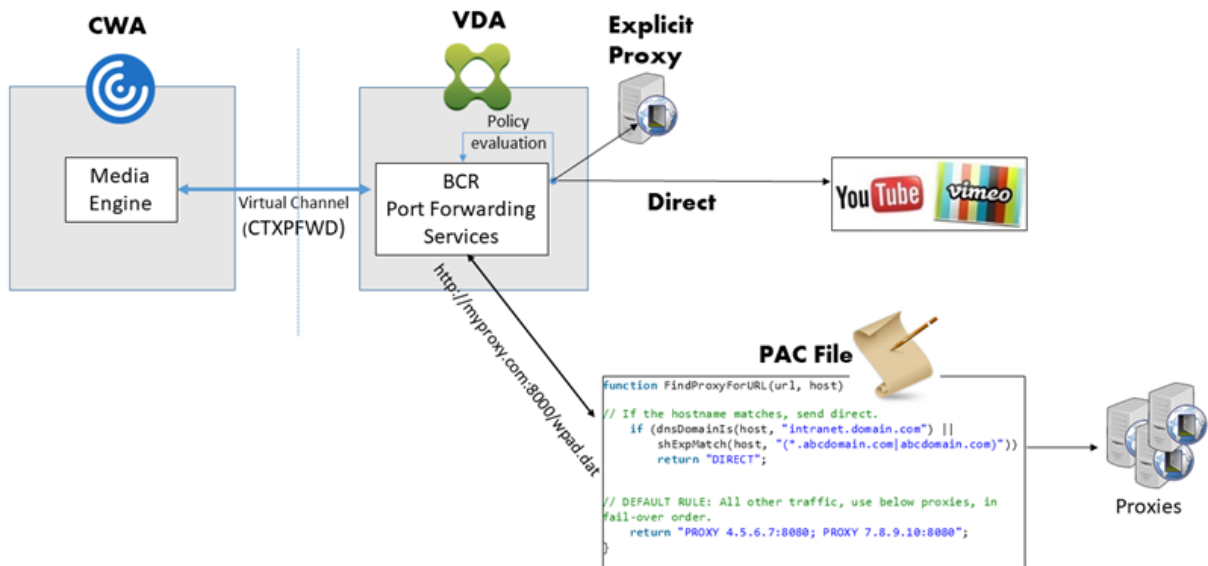 CWA
VDA
Explicit
Proxy
Policy
evaluation
Media
Engine
Virtual Channel
(CTXPFWD)
BCR
Port Forwarding
Services
Direct
YouTube
vimeo
http://myproxy.com:8000/wpad.dat
PAC File
function FindProxyForURL(url, host)
// If the hostname matches, send direct.
if (dnsDomainIs(host, "intranet.domain.com") ||
shExpMatch(host, "(*.abcdomain.com|abcdomain.com)"))
return "DIRECT";
// DEFAULT RULE: All other traffic, use below proxies, in
fail-over order.
return "PROXY 4.5.6.7:8080; PROXY 7.8.9.10:8080";
}
Proxies